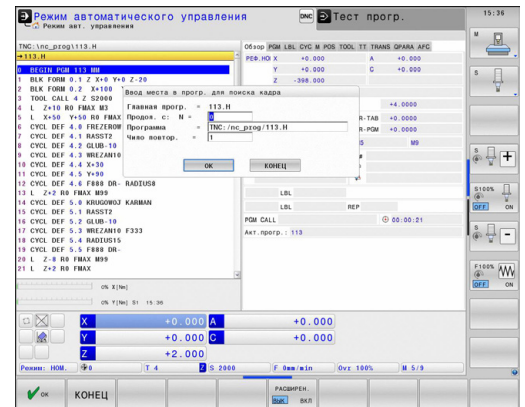 Режим автоматического управления
Режим авт. управления
DNC
Тест прогр.
15:36
TNC:\nc_prog\113.H
→113.H
0 BEGIN PGM 113 MM
1 BLK FORM 0.1 Z X+0 Y+0 Z-20
2 BLK FORM 0.2 X+100
3 TOOL CALL 4 Z S2000
4 L Z+10 R0 FMAX M3
5 L X+50 Y+50 R0 FMAX
6 CYCL DEF 4.0 FREZEROW
7 CYCL DEF 4.1 RASST2
8 CYCL DEF 4.2 GLUB-10
9 CYCL DEF 4.3 WREZAN10
10 CYCL DEF 4.4 X+30
11 CYCL DEF 4.5 Y+90
12 CYCL DEF 4.6 F888 DR- RADIUS8
13 L Z+2 R0 FMAX M99
14 CYCL DEF 5.0 KRUGOWOJ KARMAN
15 CYCL DEF 5.1 RASST2
16 CYCL DEF 5.2 GLUB-10
17 CYCL DEF 5.3 WREZAN10 F333
18 CYCL DEF 5.4 RADIUS15
19 CYCL DEF 5.5 F888 DR-
20 L Z-8 R0 FMAX M99
21 L Z+2 R0 FMAX
Обзор PGM LBL CYC M POS TOOL TT TRANS QPARA AFC
РЕФ.НОМ X +0.000 A +0.000
Y +0.000 C +0.000
Z -398.000
Ввод места в прогр. для поиска кадра
Главная прогр. = 113.H
Продол. с: N = 0
Программа = TNC:/nc_prog/113.H
Чило повтор. = 1
OK
КОНЕЦ
+4.0000
R-TAB +0.0000
R-PGM +0.0000
S M9
LBL
LBL REP
PGM CALL 00:00:21
Акт.прогр.: 113
0% X[Nm]
0% Y[Nm] S1 15:36
X +0.000 A +0.000
Y +0.000 C +0.000
Z +2.000
Режим: НОМ. 0 T 4 Z S 2000 F 0mm/min Ovr 100% M 5/9
M
S
S
S100%
OFF ON
S
F100%
OFF ON
OK
КОНЕЦ
РАСШИРЕН.
ВЫК ВКЛ